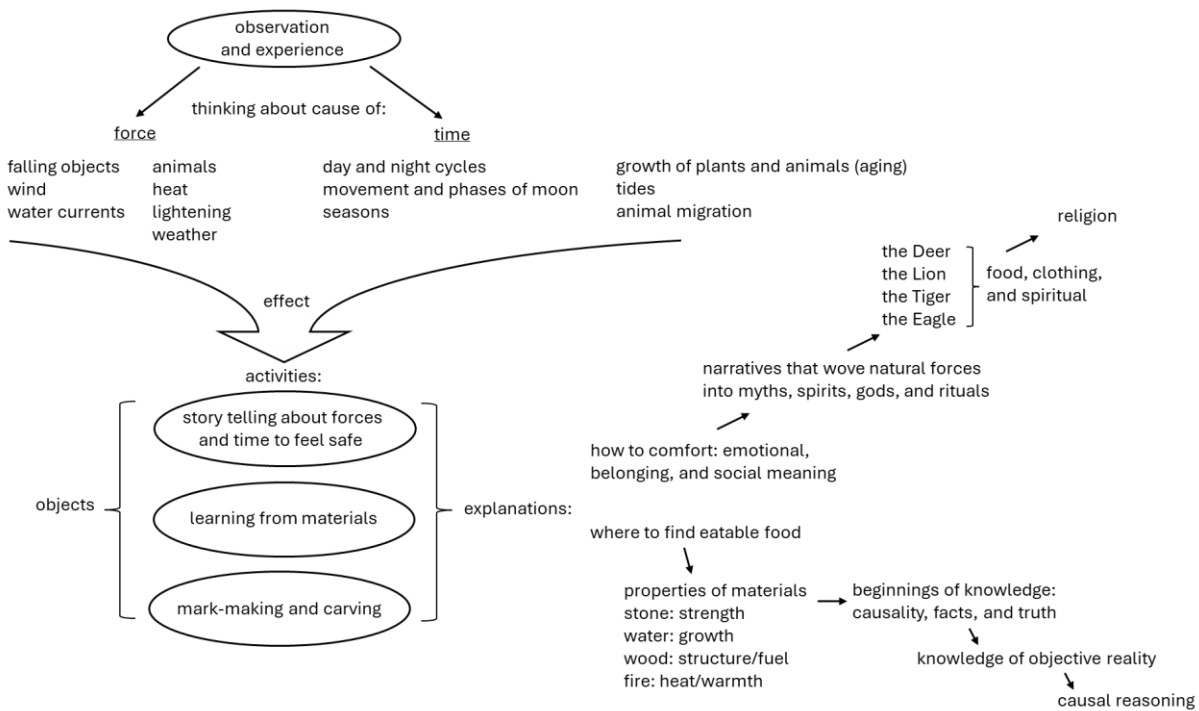 observation
and experience
thinking about cause of:
force
time
falling objects
wind
water currents
animals
heat
lightening
weather
day and night cycles
movement and phases of moon
seasons
growth of plants and animals (aging)
tides
animal migration
effect
activities:
story telling about forces
and time to feel safe
learning from materials
mark-making and carving
objects
explanations:
how to comfort: emotional,
belonging, and social meaning
narratives that wove natural forces
into myths, spirits, gods, and rituals
the Deer
the Lion
the Tiger
the Eagle
food, clothing,
and spiritual
religion
where to find eatable food
properties of materials
stone: strength
water: growth
wood: structure/fuel
fire: heat/warmth
beginnings of knowledge:
causality, facts, and truth
knowledge of objective reality
causal reasoning